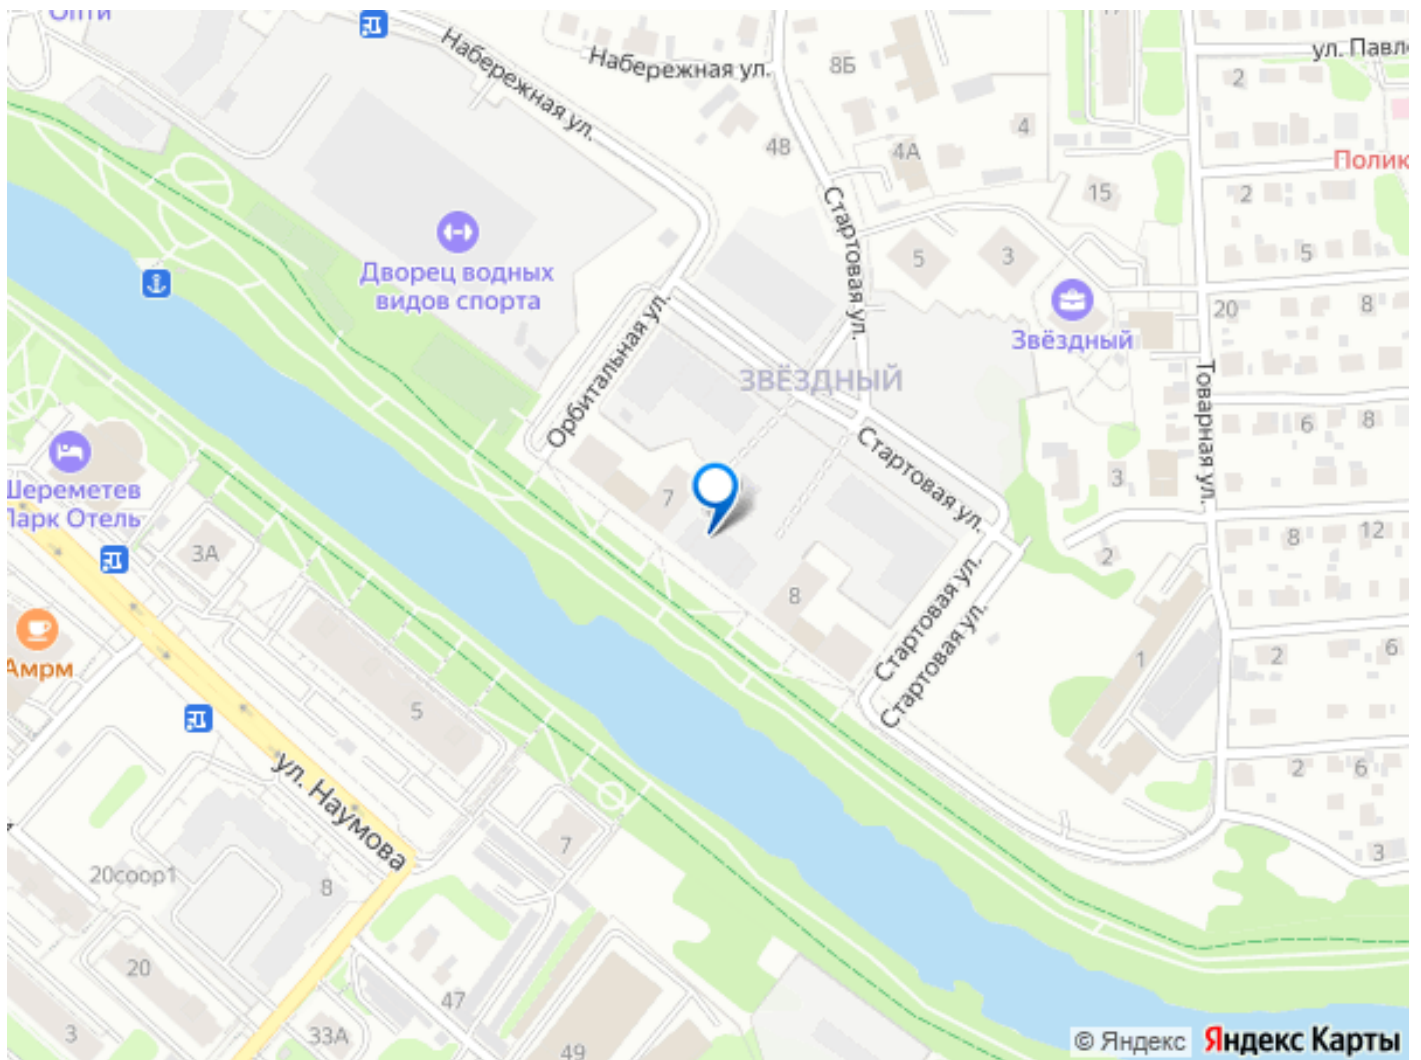 Опти
Набережная ул.
Набережная ул.
8Б
ул. Павл
2
4
4А
48
Полик
15
2
Стартовая ул.
5
3
5
Дворец водных
видов спорта
Орбитальная ул.
20
8
Звёздный
ЗВЁЗДНЫЙ
Товарная ул.
6
8
Стартовая ул.
Шереметев
Парк Отель
7
3
8
12
3А
2
8
Стартовая ул.
Стартовая ул.
Амрм
1
2
6
5
ул. Наумова
2
6
7
3
20соор1
8
20
47
33А
3
49
© Яндекс
Яндекс Карты